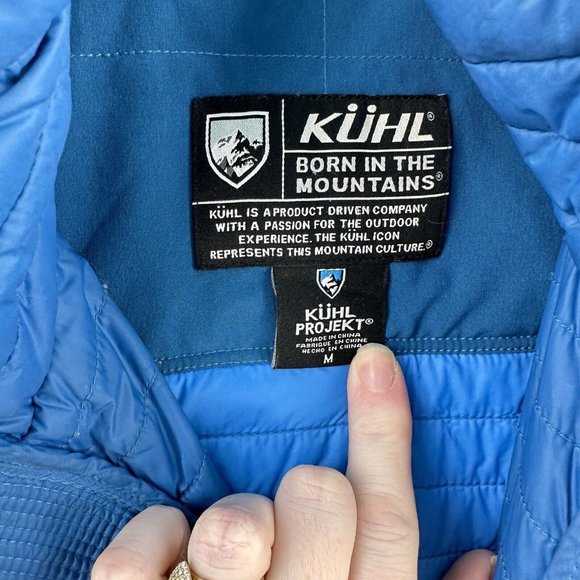 KÜHL®
BORN IN THE
MOUNTAINS®
KÜHL IS A PRODUCT DRIVEN COMPANY
WITH A PASSION FOR THE OUTDOOR
EXPERIENCE. THE KÜHL ICON
REPRESENTS THIS MOUNTAIN CULTURE.®
KÜHL
PROJEKT®
MADE IN CHINA
FABRIQUE EN CHINE
HECHO EN CHINA
M